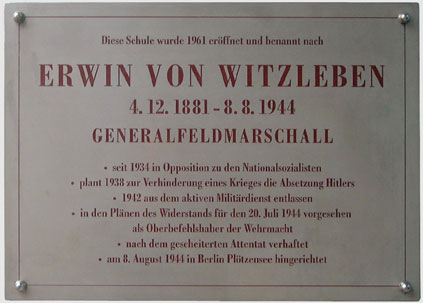 Diese Schule wurde 1961 eröffnet und benannt nach
ERWIN VON WITZLEBEN
4. 12. 1881 - 8. 8. 1944
GENERALFELDMARSCHALL
• seit 1934 in Opposition zu den Nationalsozialisten
• plant 1938 zur Verhinderung eines Krieges die Absetzung Hitlers
• 1942 aus dem aktiven Militärdienst entlassen
• in den Plänen des Widerstands für den 20. Juli 1944 vorgesehen
als Oberbefehlshaber der Wehrmacht
• nach dem gescheiterten Attentat verhaftet
• am 8. August 1944 in Berlin Plötzensee hingerichtet